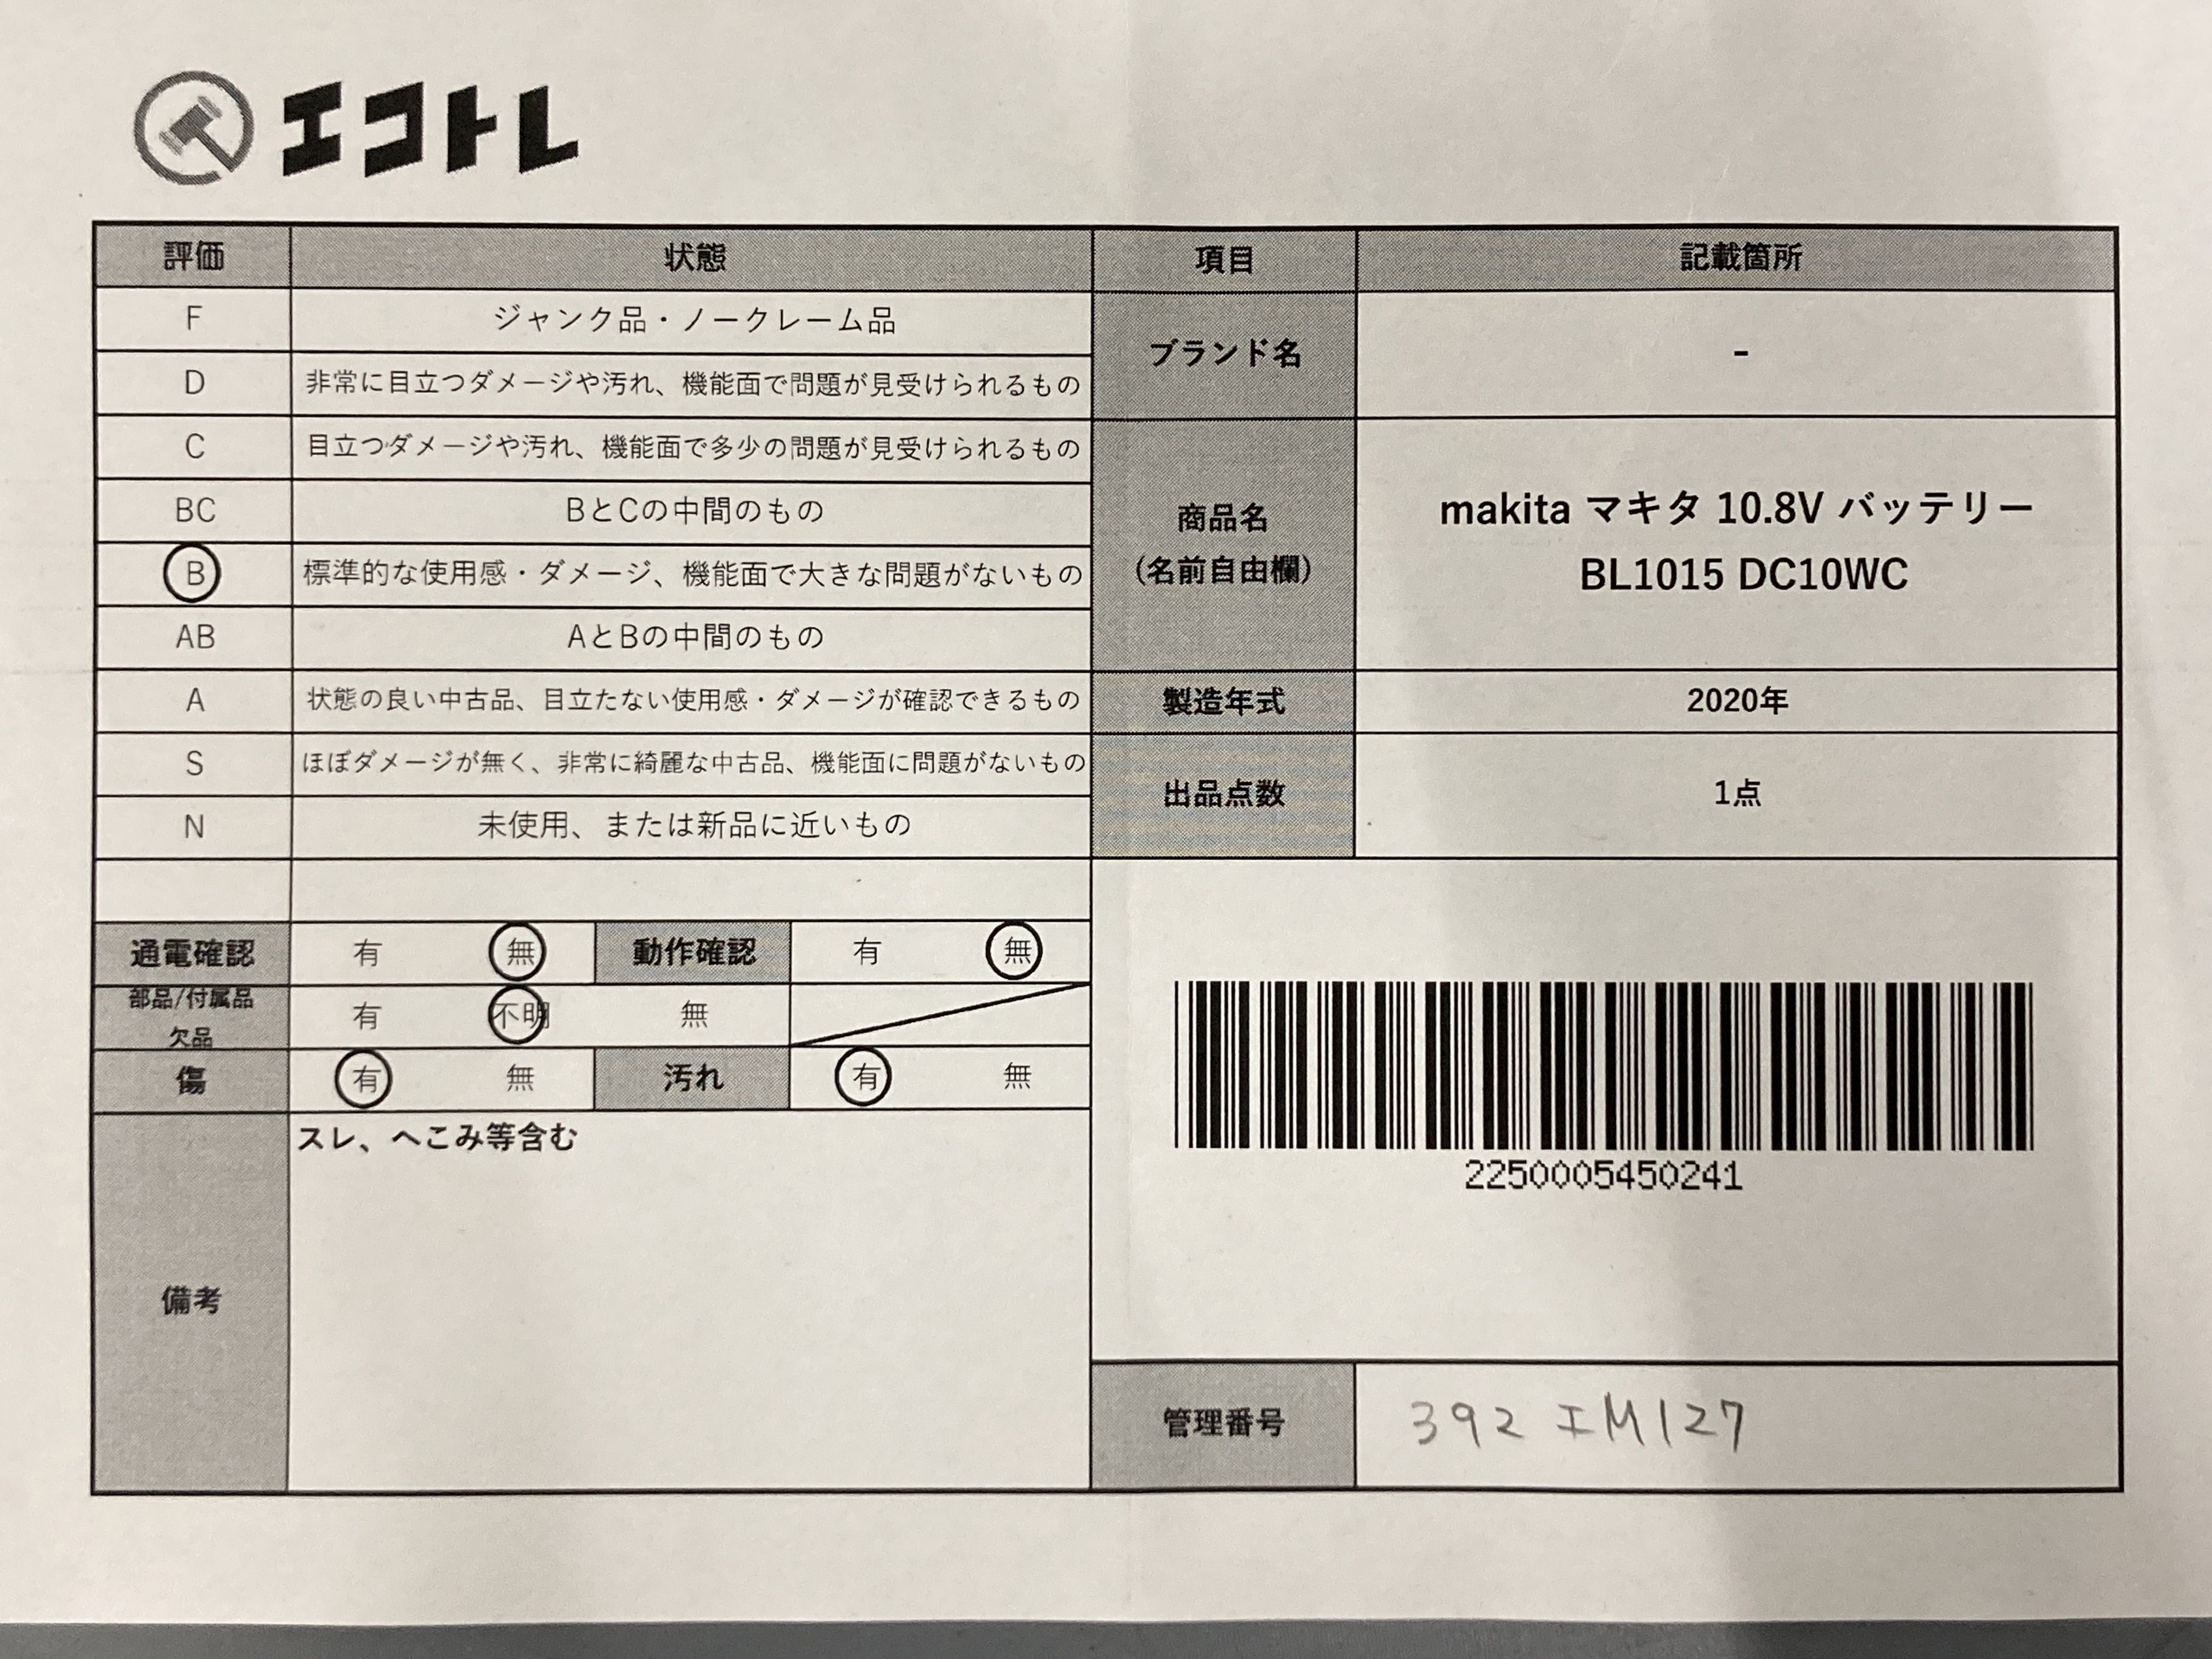 エコトレ
評価 状態 項目 記載箇所
F ジャンク品・ノークレーム品
ブランド名 -
D 非常に目立つダメージや汚れ、機能面で問題が見受けられるもの
C 目立つダメージや汚れ、機能面で多少の問題が見受けられるもの
BC BとCの中間のもの
商品名
(名前自由欄)
makita マキタ 10.8V バッテリー
BL1015 DC10WC
B 標準的な使用感・ダメージ、機能面で大きな問題がないもの
AB AとBの中間のもの
A 状態の良い中古品、目立たない使用感・ダメージが確認できるもの
製造年式 2020年
S ほぼダメージが無く、非常に綺麗な中古品、機能面に問題がないもの
出品点数 1点
N 未使用、または新品に近いもの
通電確認 有 無 動作確認 有 無
部品/付属品
欠品
有 不明 無
傷 有 無 汚れ 有 無
備考
スレ、へこみ等含む
2250005450241
管理番号 392 エM127